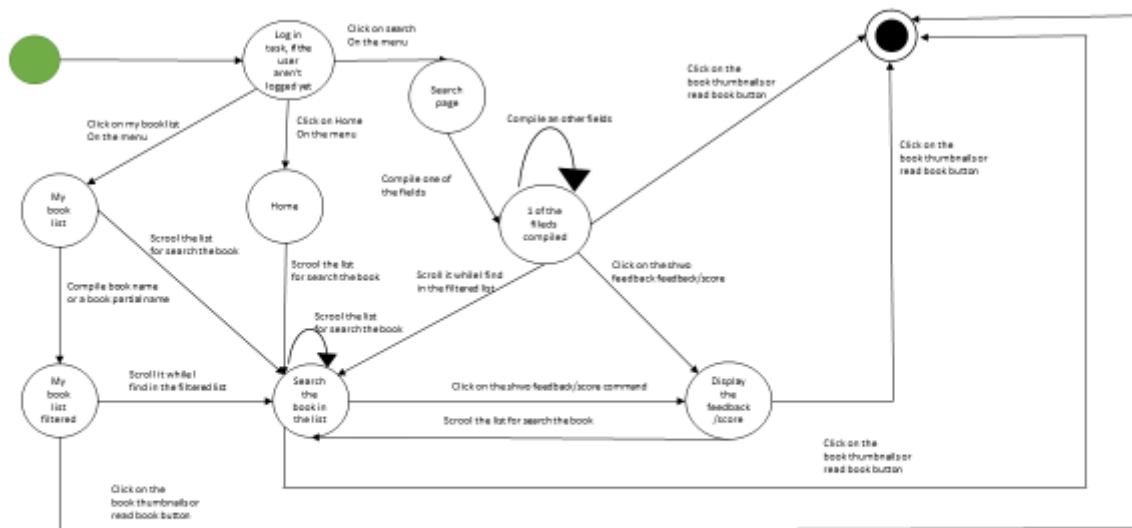 Log in
task, if the
user
aren't
logged yet
Click on search
On the menu
Search
page
Click on the
book thumbnails or
read book button
Click on my book list
On the menu
Click on Home
On the menu
Compile an other fields
Click on the
book thumbnails or
read book button
Compile one of
the fields
My
book
list
Home
1 of the
fileds
compiled
Scrool the list
for search the book
Scrool the list
for search the book
Scroll it while I find
in the filtered list
Click on the shwo
feedback feedback/score
Compile book name
or a book partial name
Scrool the list
for search the book
My
book
list
filtered
Scroll it while I
find in the filtered list
Search
the
book in
the list
Click on the shwo feedback/score command
Scrool the list for search the book
Display
the
feedback
/score
Click on the
book thumbnails or
read book button
Click on the
book thumbnails or
read book button